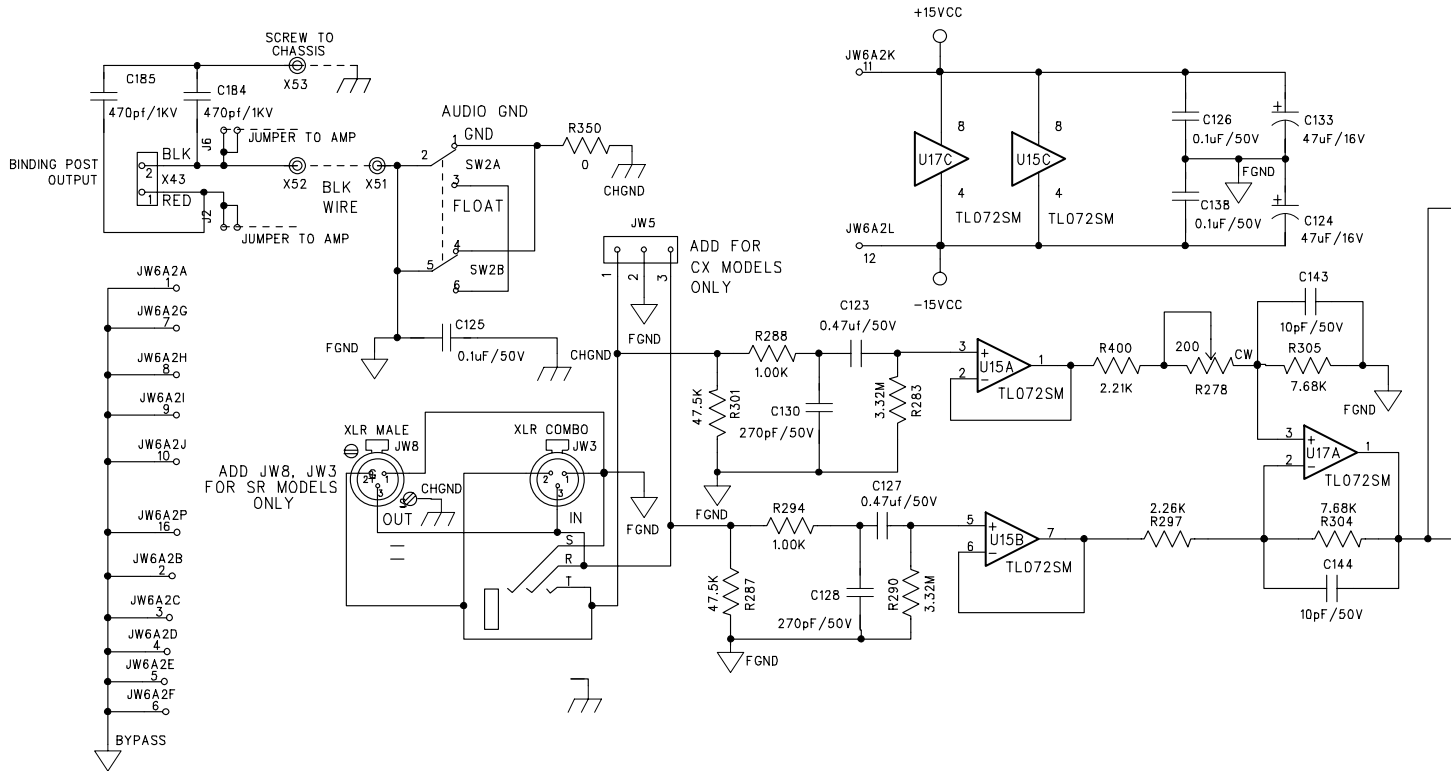 SCREW TO
CHASSIS
X53
C185
470pf/1KV
C184
470pf/1KV
J6
JUMPER TO AMP
BINDING POST
OUTPUT
BLK
2
X43
1
RED
J2
JUMPER TO AMP
X52
BLK
WIRE
X51
AUDIO GND
GND
1
2
SW2A
3
FLOAT
4
5
SW2B
6
R350
0
CHGND
FGND
C125
0.1uF/50V
+15VCC
JW6A2K
11
8
U17C
4
TL072SM
8
U15C
4
TL072SM
C126
0.1uF/50V
+
C133
47uF/16V
FGND
C138
0.1uF/50V
+
C124
47uF/16V
JW6A2L
12
-15VCC
JW5
1
2
3
ADD FOR
CX MODELS
ONLY
FGND
CHGND
JW6A2A
1
JW6A2G
7
JW6A2H
8
JW6A2I
9
JW6A2J
10
JW6A2P
16
JW6A2B
2
JW6A2C
3
JW6A2D
4
JW6A2E
5
JW6A2F
6
BYPASS
XLR MALE
JW8
2
1
3
ADD JW8, JW3
FOR SR MODELS
ONLY
CHGND
OUT
XLR COMBO
JW3
2
1
3
IN
S
R
T
FGND
R288
1.00K
47.5K
R301
C130
270pF/50V
C123
0.47uf/50V
3.32M
R283
FGND
3
+
2
-
U15A
1
TL072SM
R400
2.21K
200
CW
R278
C143
10pF/50V
R305
7.68K
FGND
3
+
2
-
U17A
1
TL072SM
R294
1.00K
47.5K
R287
C128
270pF/50V
C127
0.47uf/50V
R290
3.32M
FGND
5
+
6
-
U15B
7
TL072SM
2.26K
R297
7.68K
R304
C144
10pF/50V